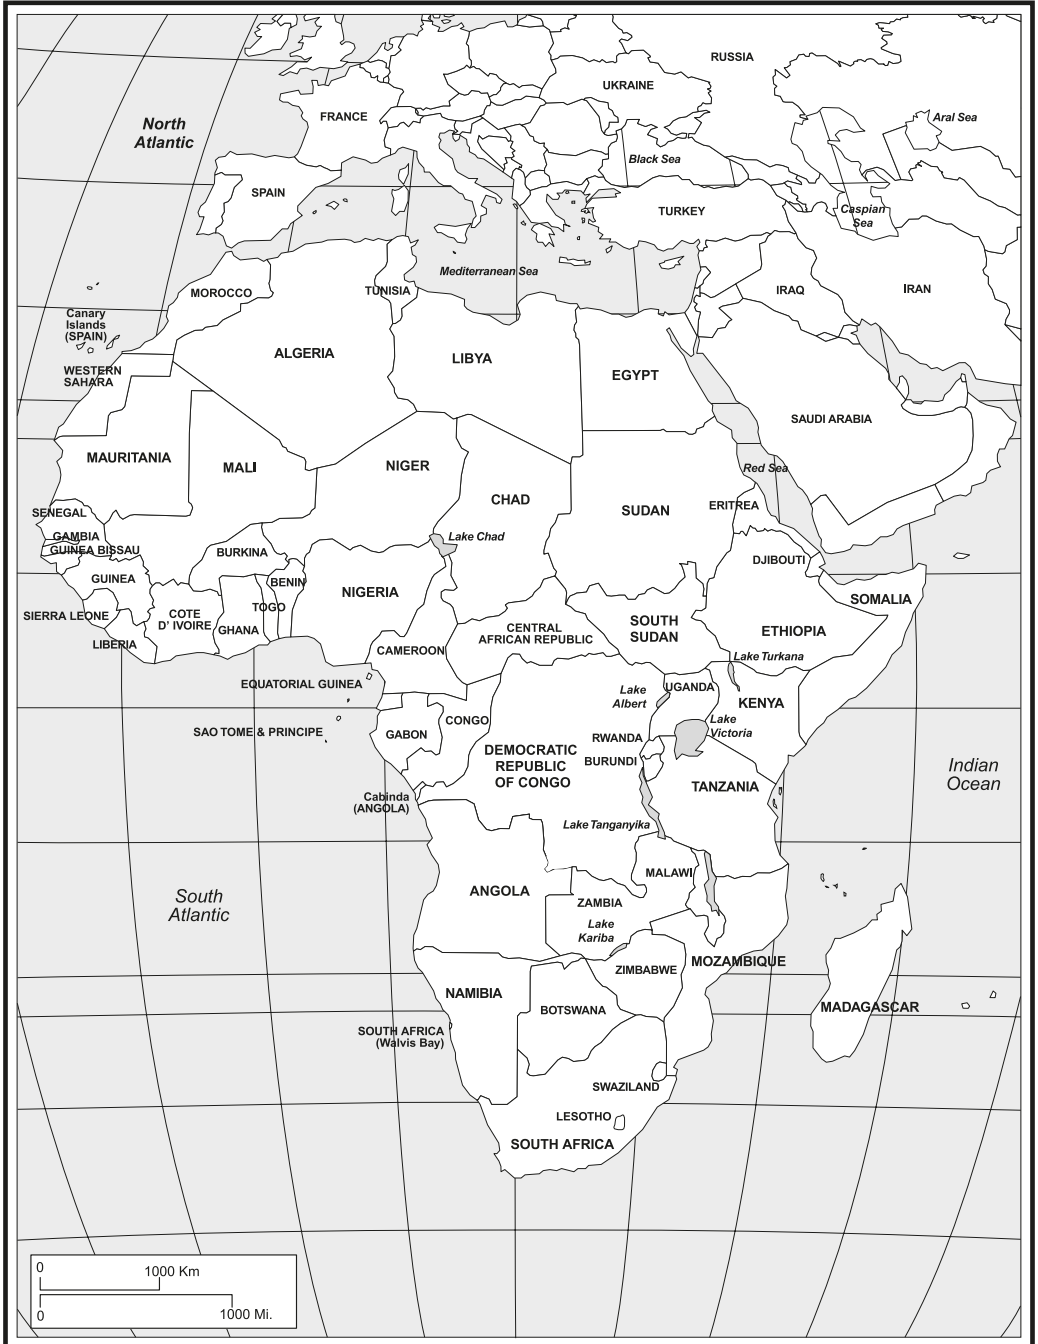 RUSSIA
UKRAINE
FRANCE
North
Atlantic
Aral Sea
Black Sea
SPAIN
TURKEY
Caspian
Sea
Mediterranean Sea
MOROCCO
TUNISIA
IRAQ
IRAN
Canary
Islands
(SPAIN)
ALGERIA
LIBYA
EGYPT
WESTERN
SAHARA
SAUDI ARABIA
MAURITANIA
MALI
NIGER
CHAD
Red Sea
SUDAN
ERITREA
SENEGAL
GAMBIA
GUINEA BISSAU
Lake Chad
BURKINA
DJIBOUTI
GUINEA
BENIN
NIGERIA
SOMALIA
SIERRA LEONE
COTE
D' IVOIRE
TOGO
GHANA
CENTRAL
AFRICAN REPUBLIC
SOUTH
SUDAN
ETHIOPIA
LIBERIA
CAMEROON
Lake Turkana
EQUATORIAL GUINEA
Lake
Albert
UGANDA
KENYA
SAO TOME & PRINCIPE
GABON
CONGO
Lake
Victoria
RWANDA
DEMOCRATIC
REPUBLIC
OF CONGO
BURUNDI
Indian
Ocean
TANZANIA
Cabinda
(ANGOLA)
Lake Tanganyika
MALAWI
ANGOLA
South
Atlantic
ZAMBIA
Lake
Kariba
MOZAMBIQUE
ZIMBABWE
NAMIBIA
BOTSWANA
MADAGASCAR
SOUTH AFRICA
(Walvis Bay)
SWAZILAND
LESOTHO
SOUTH AFRICA
0
1000 Km
0
1000 Mi.